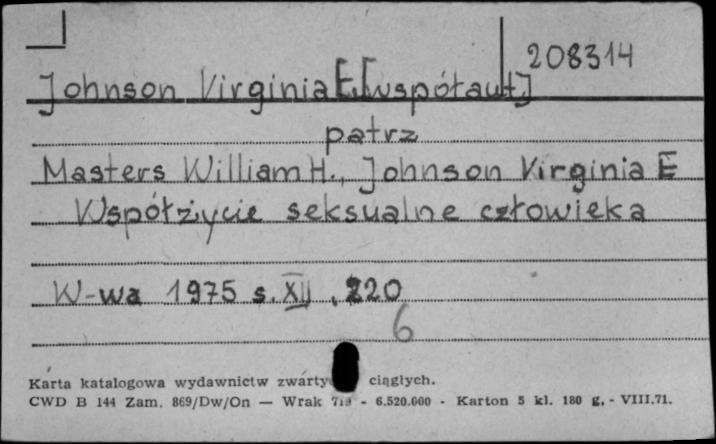 208314
Johnson Virginia E. [współaut.]
patrz
Masters William H., Johnson Virginia E
Współżycie seksualne człowieka
W-wa 1975 s. XII, 220
6
Karta katalogowa wydawnictw zwarty ciągłych.
CWD B 144 Zam. 869/Dw/On — Wrak - 6.520.000 - Karton 5 kl. 180 g. - VIII.71.